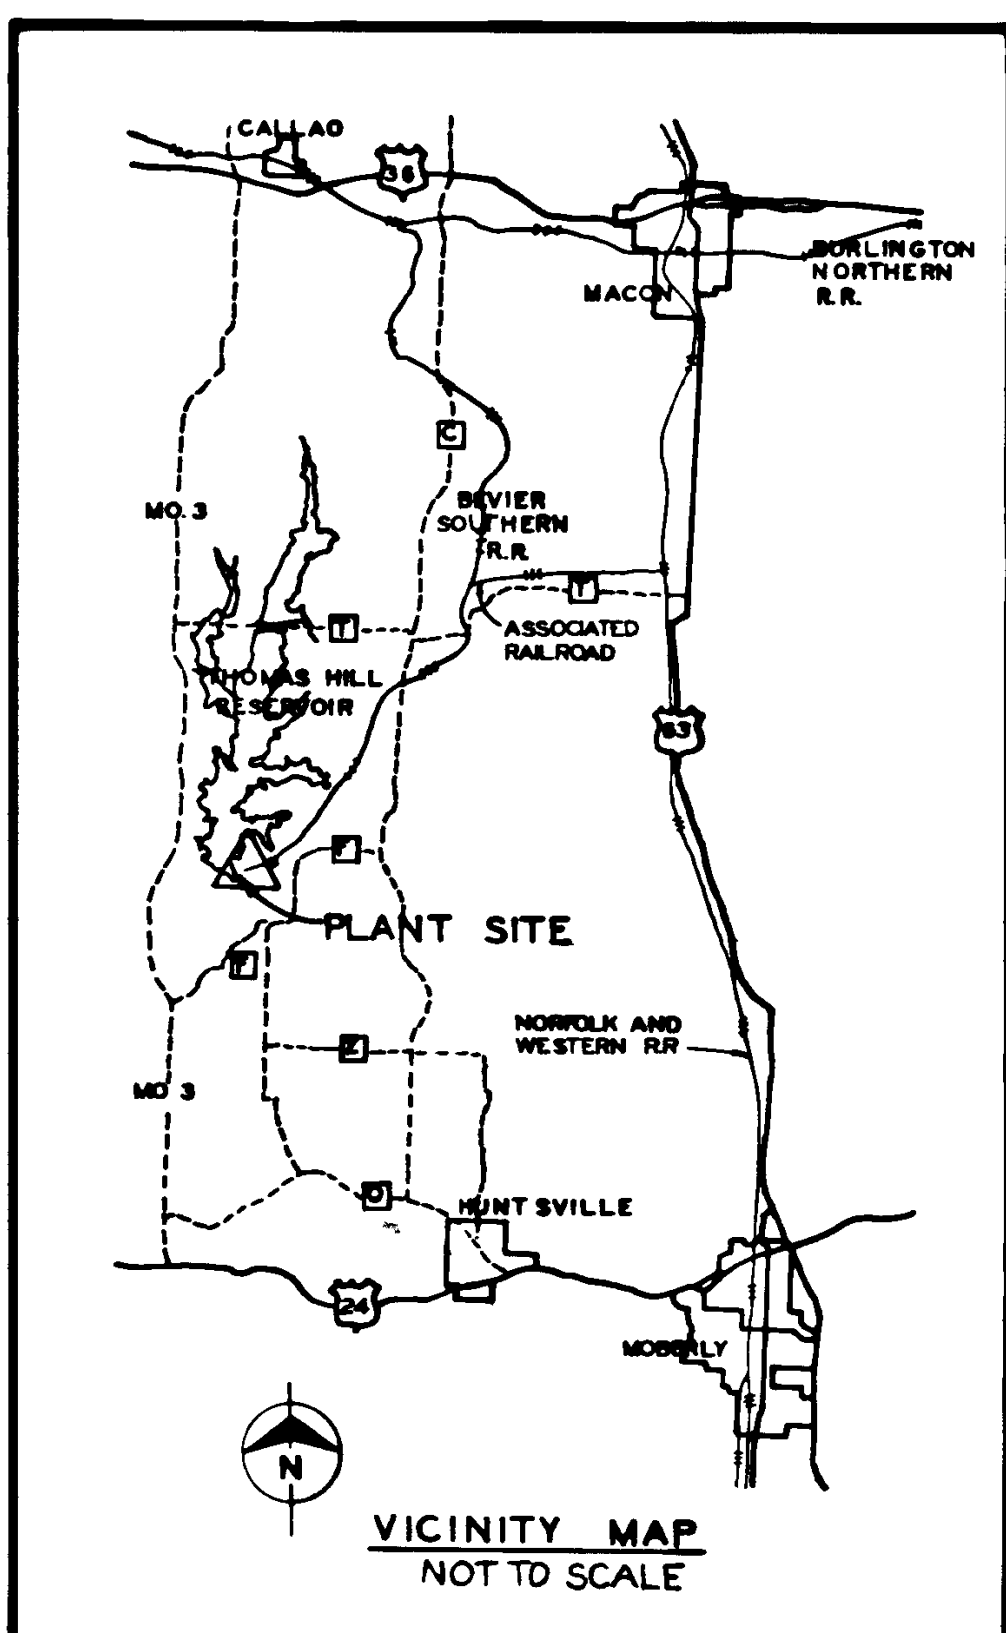 CALLAO
36
BURLINGTON
NORTHERN
R.R.
MACON
C
MO. 3
BEVIER
SOUTHERN
R.R.
T
T
ASSOCIATED
RAILROAD
THOMAS HILL
RESERVOIR
63
F
PLANT SITE
F
NORFOLK AND
WESTERN R.R
Z
MO 3
O
HUNTSVILLE
24
MOBERLY
N
VICINITY MAP
NOT TO SCALE